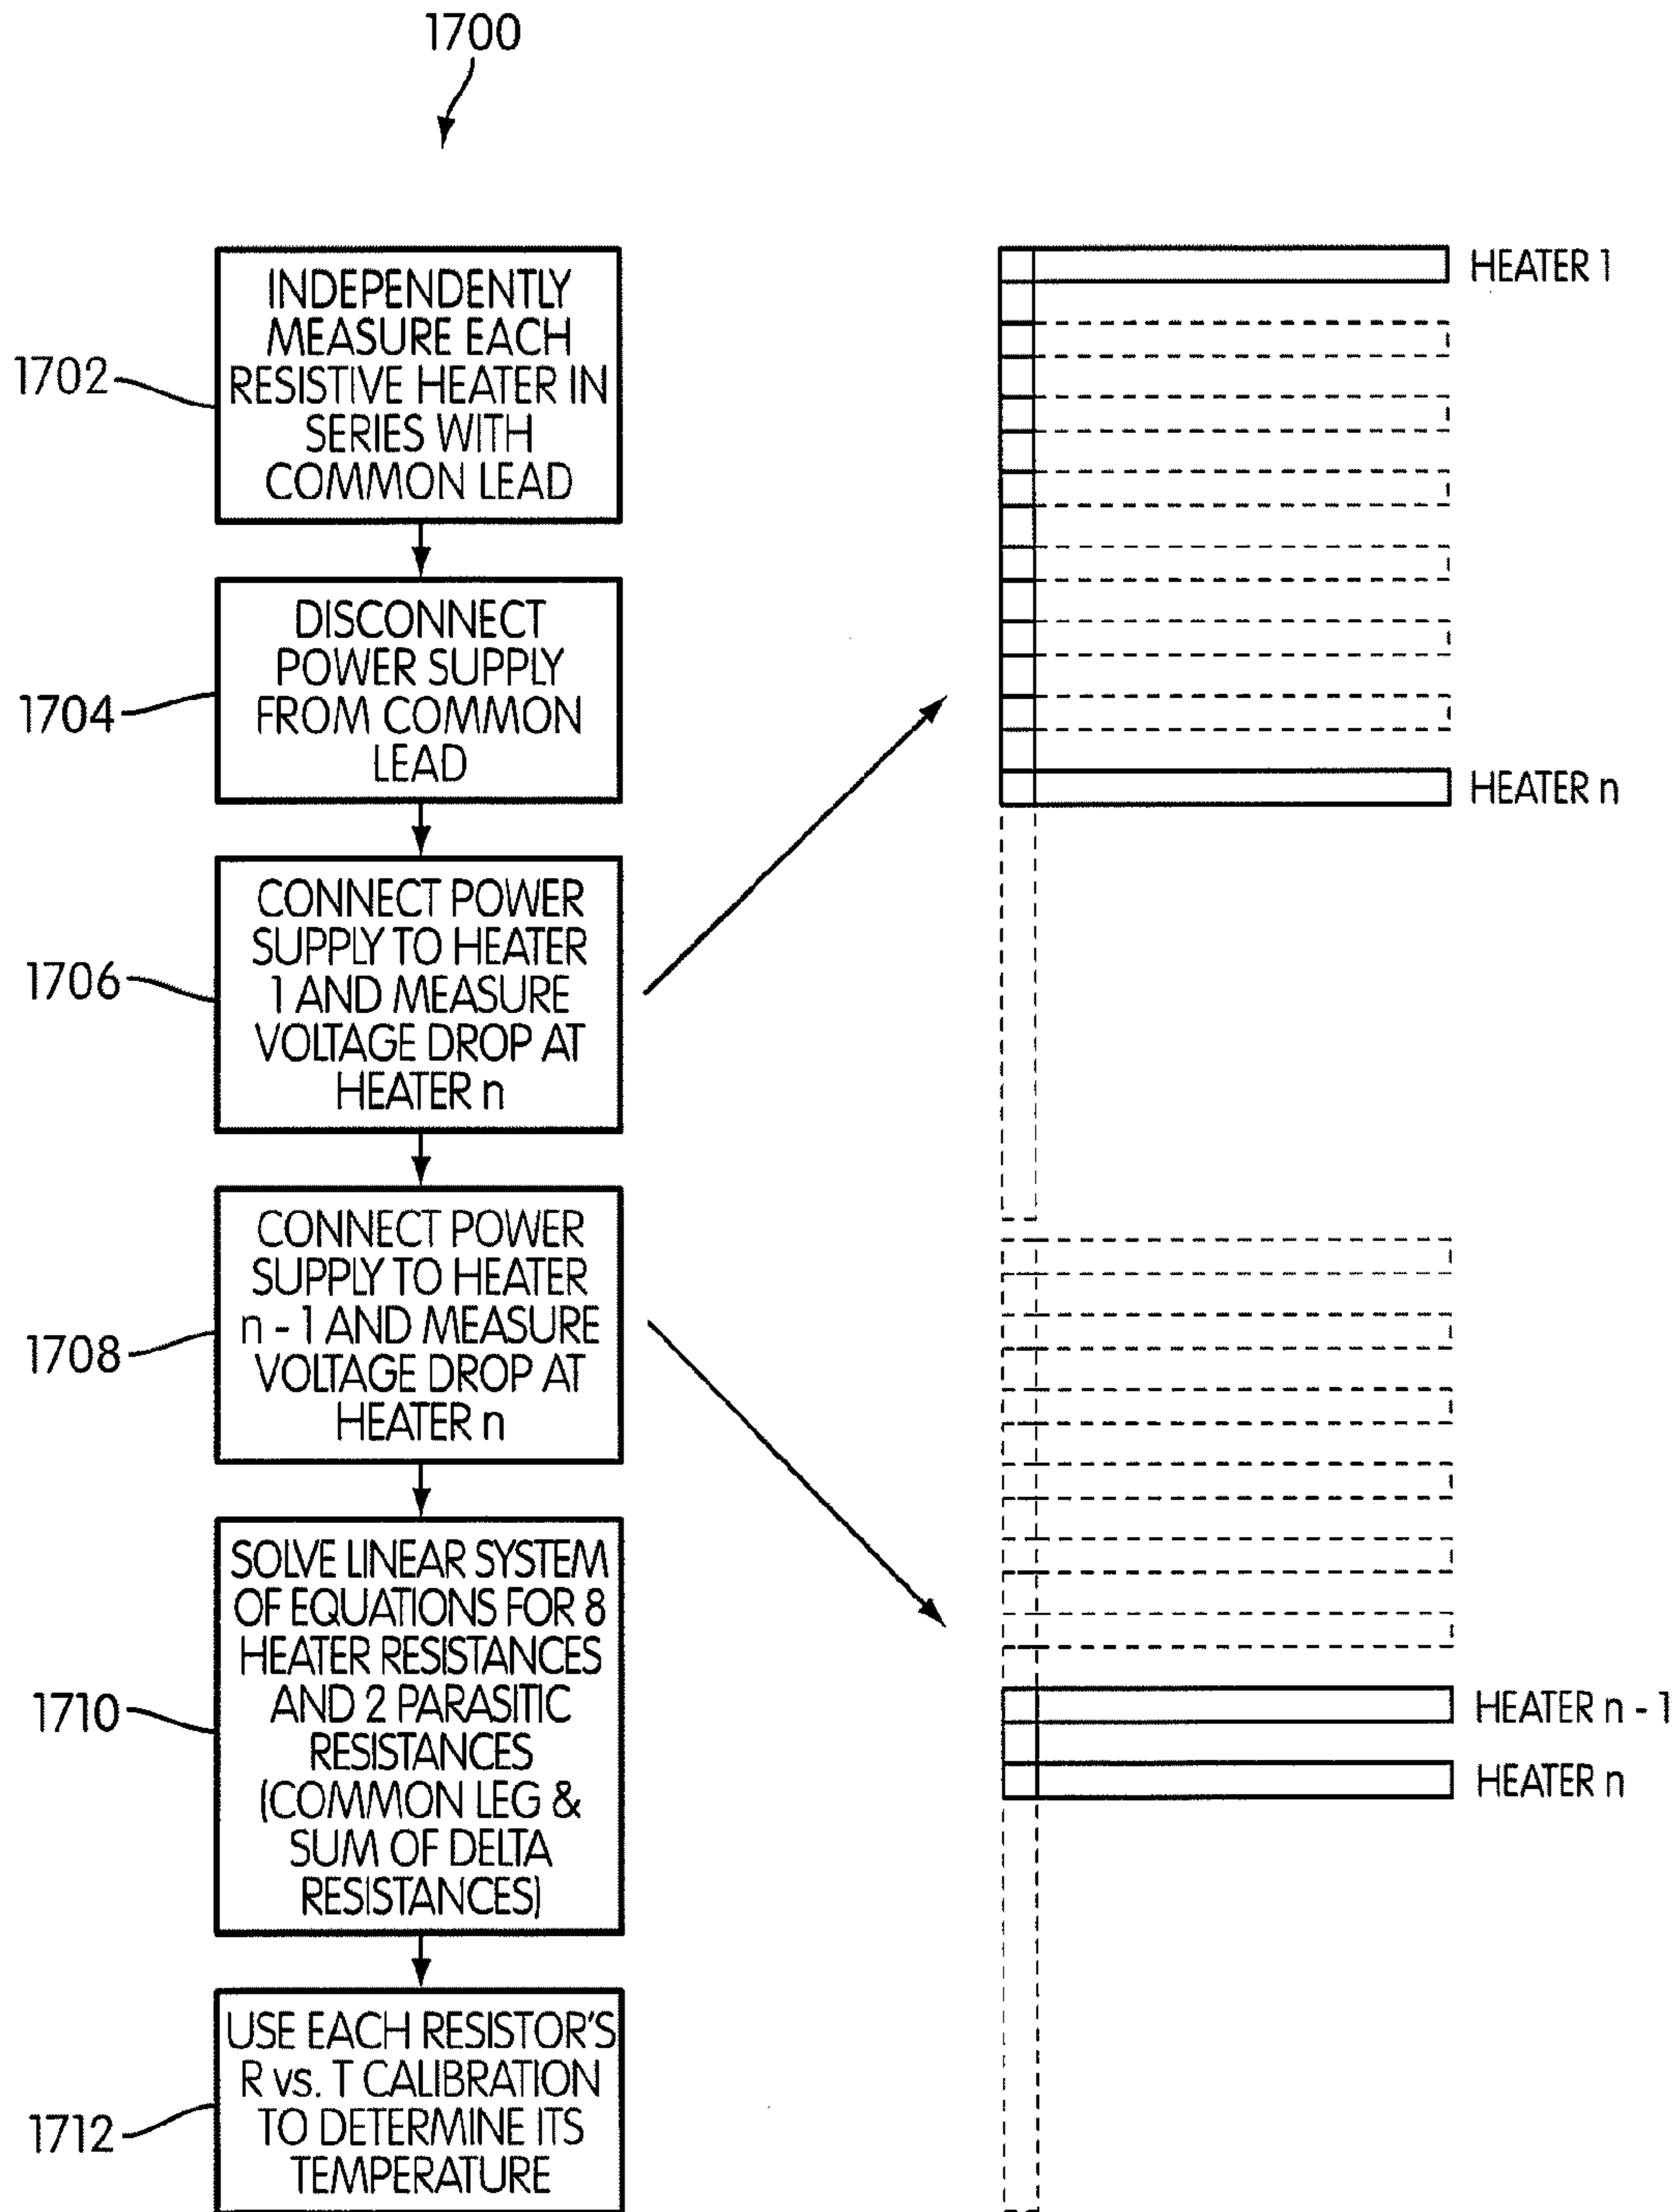 1700
1702
INDEPENDENTLY
MEASURE EACH
RESISTIVE HEATER IN
SERIES WITH
COMMON LEAD
1704
DISCONNECT
POWER SUPPLY
FROM COMMON
LEAD
1706
CONNECT POWER
SUPPLY TO HEATER
1 AND MEASURE
VOLTAGE DROP AT
HEATER n
1708
CONNECT POWER
SUPPLY TO HEATER
n - 1 AND MEASURE
VOLTAGE DROP AT
HEATER n
1710
SOLVE LINEAR SYSTEM
OF EQUATIONS FOR 8
HEATER RESISTANCES
AND 2 PARASITIC
RESISTANCES
(COMMON LEG &
SUM OF DELTA
RESISTANCES)
1712
USE EACH RESISTOR'S
R vs. T CALIBRATION
TO DETERMINE ITS
TEMPERATURE
HEATER 1
HEATER n
HEATER n - 1
HEATER n